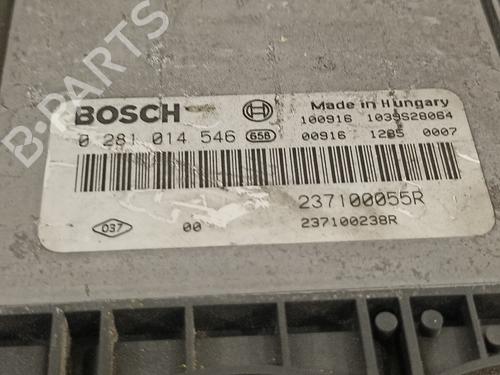 B-PARTS
BOSCH
Made in Hungary
100916 1039S28064
0 281 014 546 658
00916 1285 0007
237100055R
037 00 237100238R